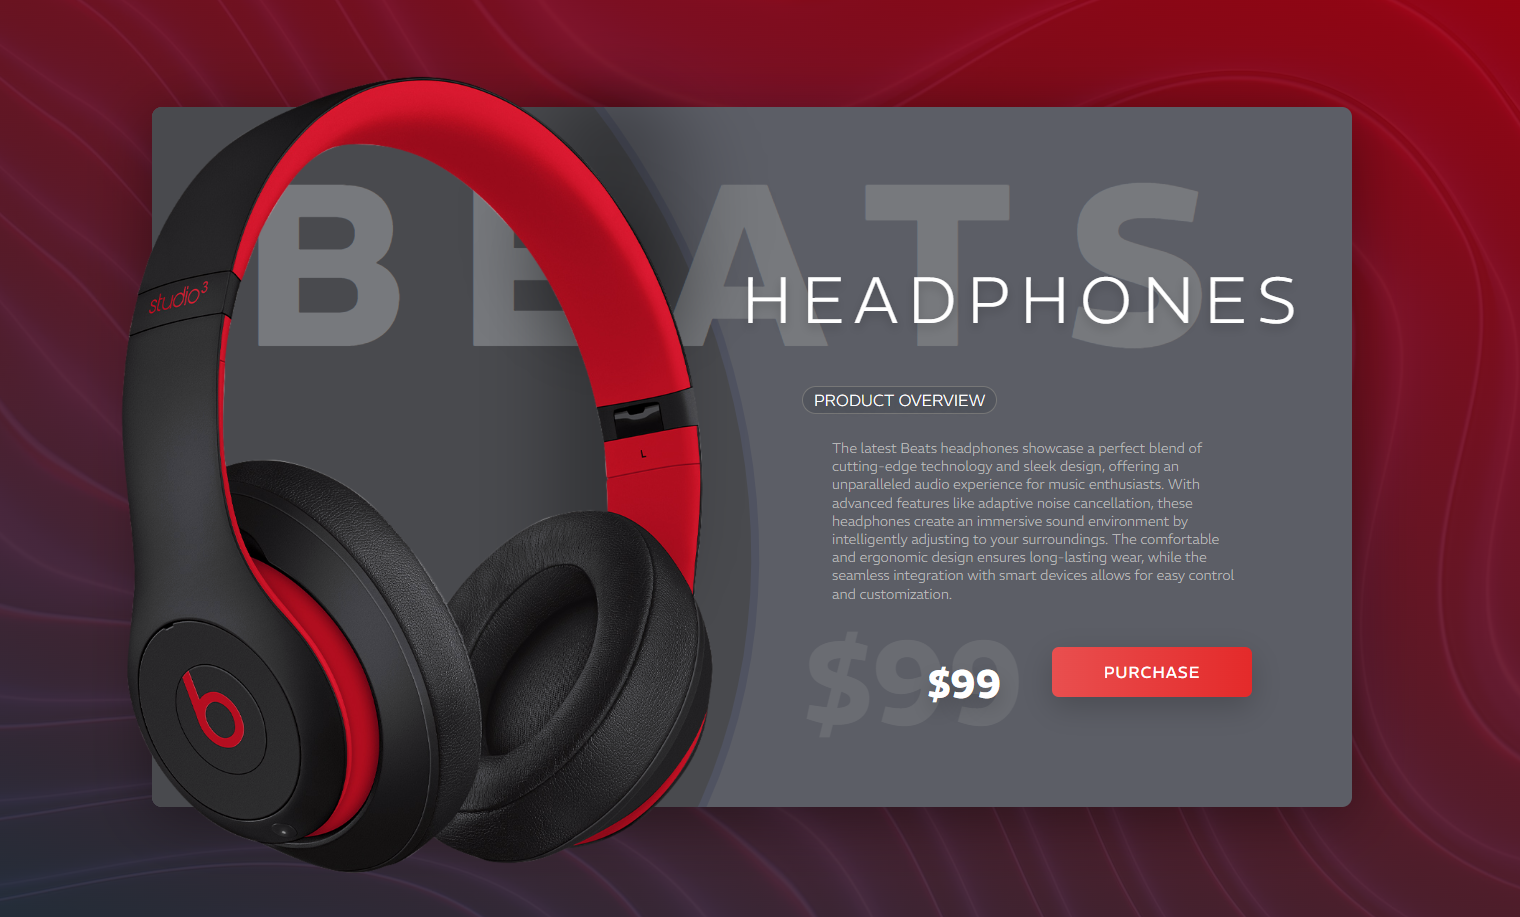 BEATS
HEADPHONES
studio3
L
PRODUCT OVERVIEW
The latest Beats headphones showcase a perfect blend of
cutting-edge technology and sleek design, offering an
unparalleled audio experience for music enthusiasts. With
advanced features like adaptive noise cancellation, these
headphones create an immersive sound environment by
intelligently adjusting to your surroundings. The comfortable
and ergonomic design ensures long-lasting wear, while the
seamless integration with smart devices allows for easy control
and customization.
$99
$99
PURCHASE
b